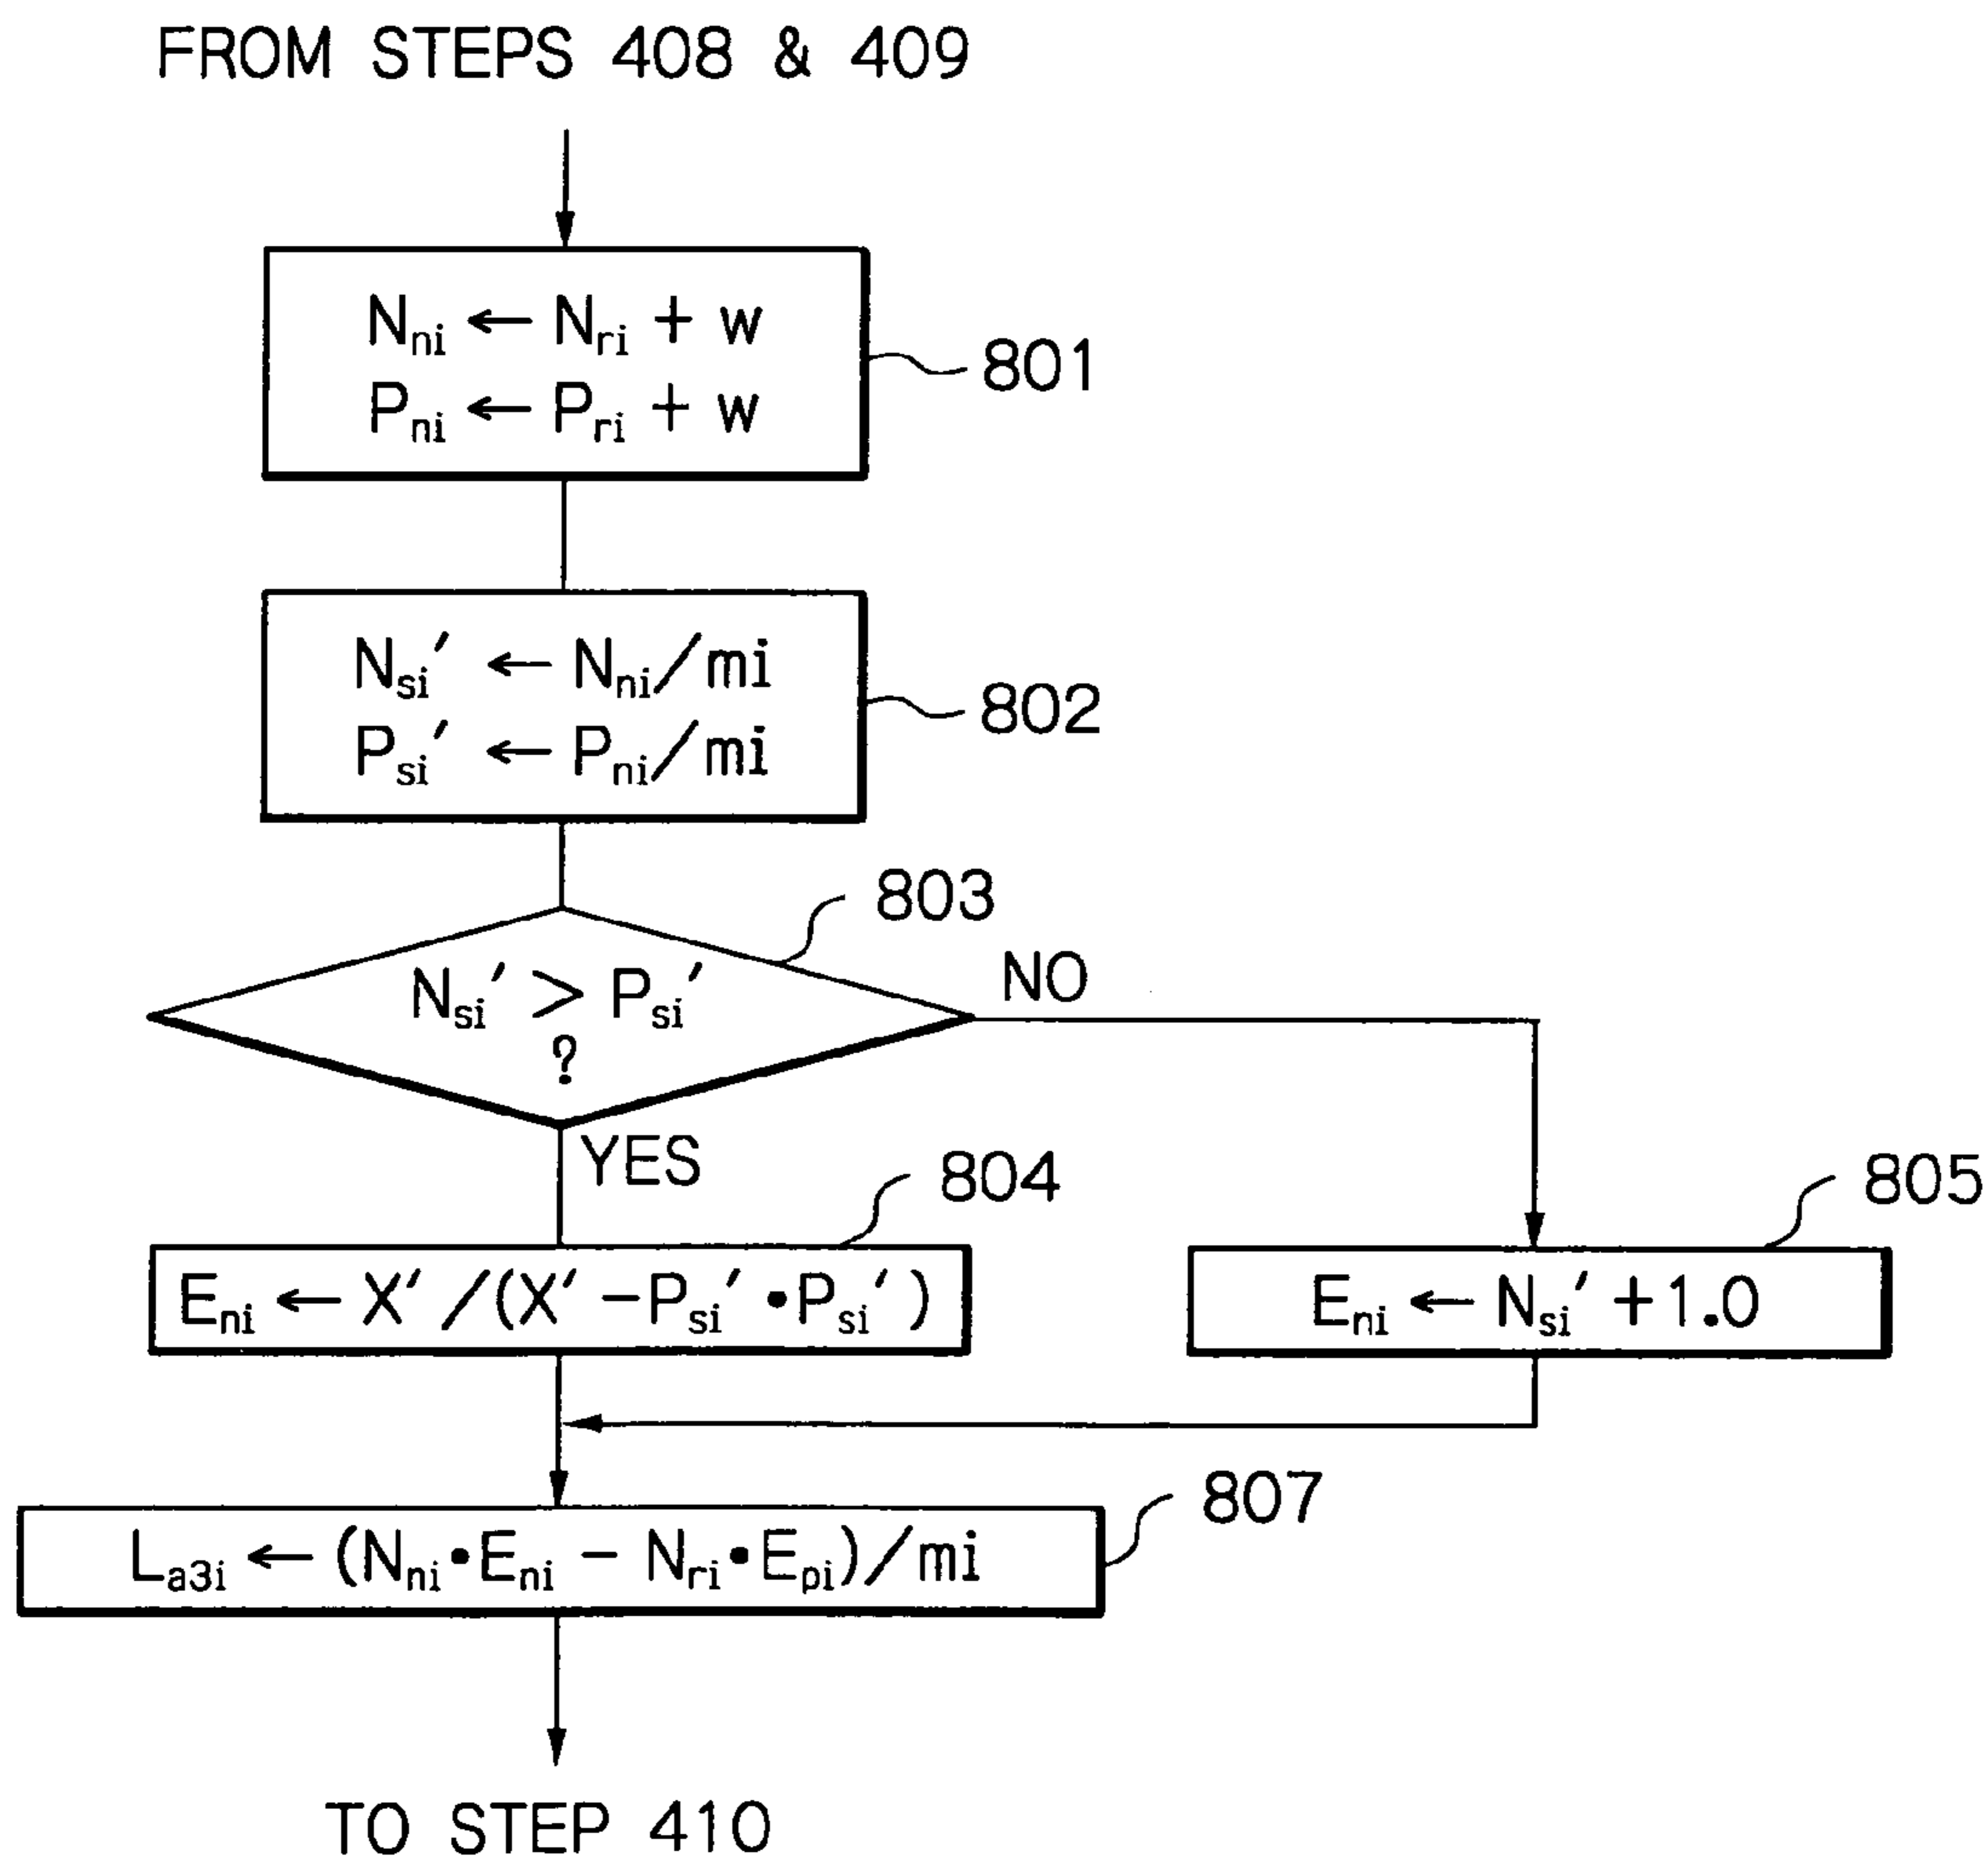 FROM STEPS 408 & 409
Nni ← Nri + w
Pni ← Pri + w
801
Nsi′ ← Nni/mi
Psi′ ← Pni/mi
802
803
Nsi′ > Psi′
?
NO
YES
804
805
Eni ← X′/(X′−Psi′•Psi′)
Eni ← Nsi′+1.0
807
La3i ← (Nni•Eni − Nri•Epi)/mi
TO STEP 410